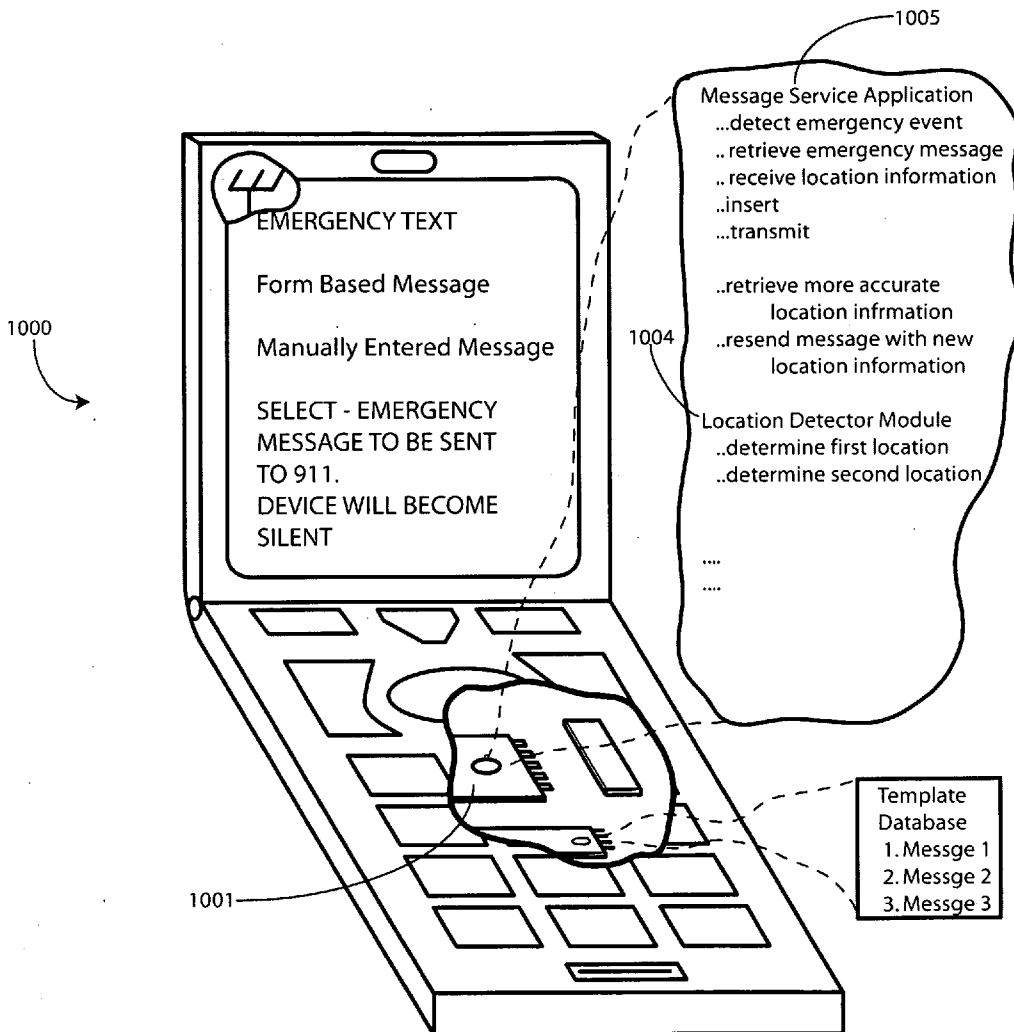 1005
Message Service Application
...detect emergency event
.. retrieve emergency message
.. receive location information
..insert
...transmit
..retrieve more accurate
location infrmation
..resend message with new
location information
1004
Location Detector Module
..determine first location
..determine second location
....
....
1000
EMERGENCY TEXT
Form Based Message
Manually Entered Message
SELECT - EMERGENCY
MESSAGE TO BE SENT
TO 911.
DEVICE WILL BECOME
SILENT
1001
Template
Database
1. Messge 1
2. Messge 2
3. Messge 3